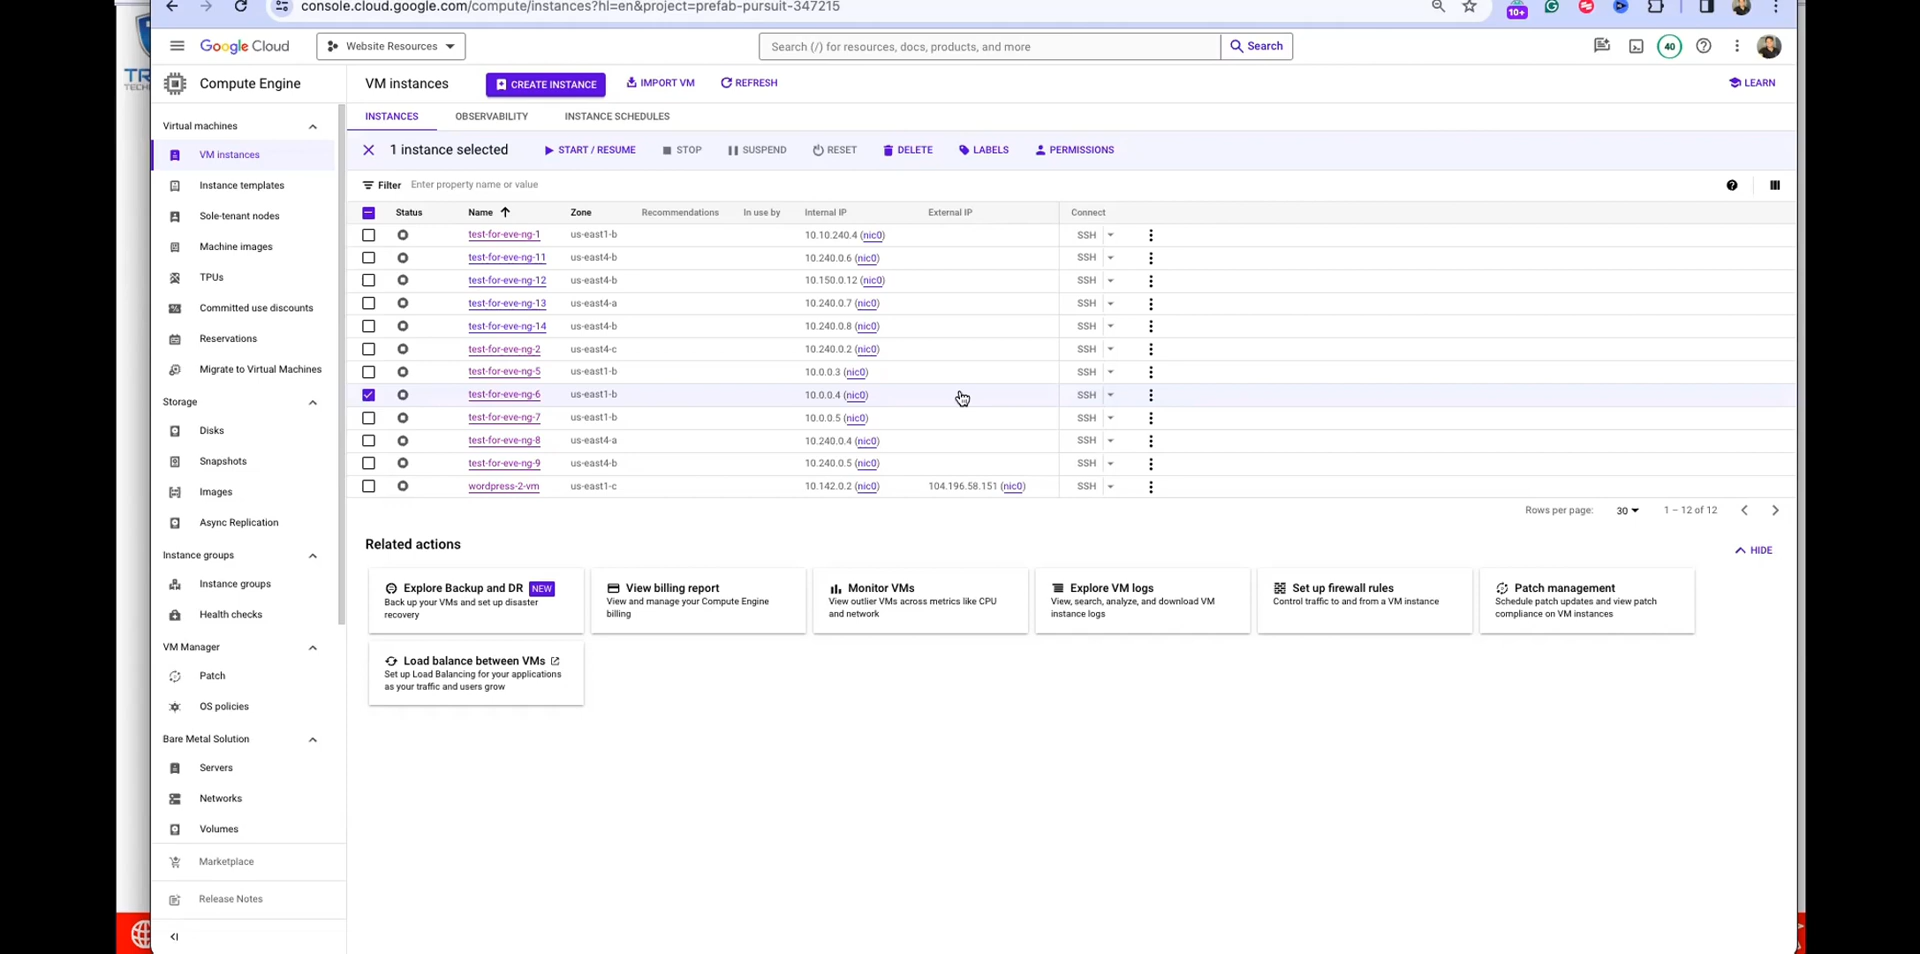 console.cloud.google.com/compute/instances?hl=en&project=prefab-pursuit-347215
10+
TR
TECH
Google Cloud
Website Resources
Search (/) for resources, docs, products, and more
Search
40
Compute Engine
VM instances
CREATE INSTANCE
IMPORT VM
REFRESH
LEARN
INSTANCES
OBSERVABILITY
INSTANCE SCHEDULES
1 instance selected
START / RESUME
STOP
SUSPEND
RESET
DELETE
LABELS
PERMISSIONS
Filter Enter property name or value
Virtual machines
VM instances
Instance templates
Sole-tenant nodes
Machine images
TPUs
Committed use discounts
Reservations
Migrate to Virtual Machines
Storage
Disks
Snapshots
Images
Async Replication
Instance groups
Instance groups
Health checks
VM Manager
Patch
OS policies
Bare Metal Solution
Servers
Networks
Volumes
Marketplace
Release Notes
Status Name Zone Recommendations In use by Internal IP External IP Connect
test-for-eve-ng-1 us-east1-b 10.10.240.4 (nic0) SSH
test-for-eve-ng-11 us-east4-b 10.240.0.6 (nic0) SSH
test-for-eve-ng-12 us-east4-b 10.150.0.12 (nic0) SSH
test-for-eve-ng-13 us-east4-a 10.240.0.7 (nic0) SSH
test-for-eve-ng-14 us-east4-b 10.240.0.8 (nic0) SSH
test-for-eve-ng-2 us-east4-c 10.240.0.2 (nic0) SSH
test-for-eve-ng-5 us-east1-b 10.0.0.3 (nic0) SSH
test-for-eve-ng-6 us-east1-b 10.0.0.4 (nic0) SSH
test-for-eve-ng-7 us-east1-b 10.0.0.5 (nic0) SSH
test-for-eve-ng-8 us-east4-a 10.240.0.4 (nic0) SSH
test-for-eve-ng-9 us-east4-b 10.240.0.5 (nic0) SSH
wordpress-2-vm us-east1-c 10.142.0.2 (nic0) 104.196.58.151 (nic0) SSH
Rows per page: 30 1 – 12 of 12
Related actions
HIDE
Explore Backup and DR NEW
Back up your VMs and set up disaster
recovery
View billing report
View and manage your Compute Engine
billing
Monitor VMs
View outlier VMs across metrics like CPU
and network
Explore VM logs
View, search, analyze, and download VM
instance logs
Set up firewall rules
Control traffic to and from a VM instance
Patch management
Schedule patch updates and view patch
compliance on VM instances
Load balance between VMs
Set up Load Balancing for your applications
as your traffic and users grow